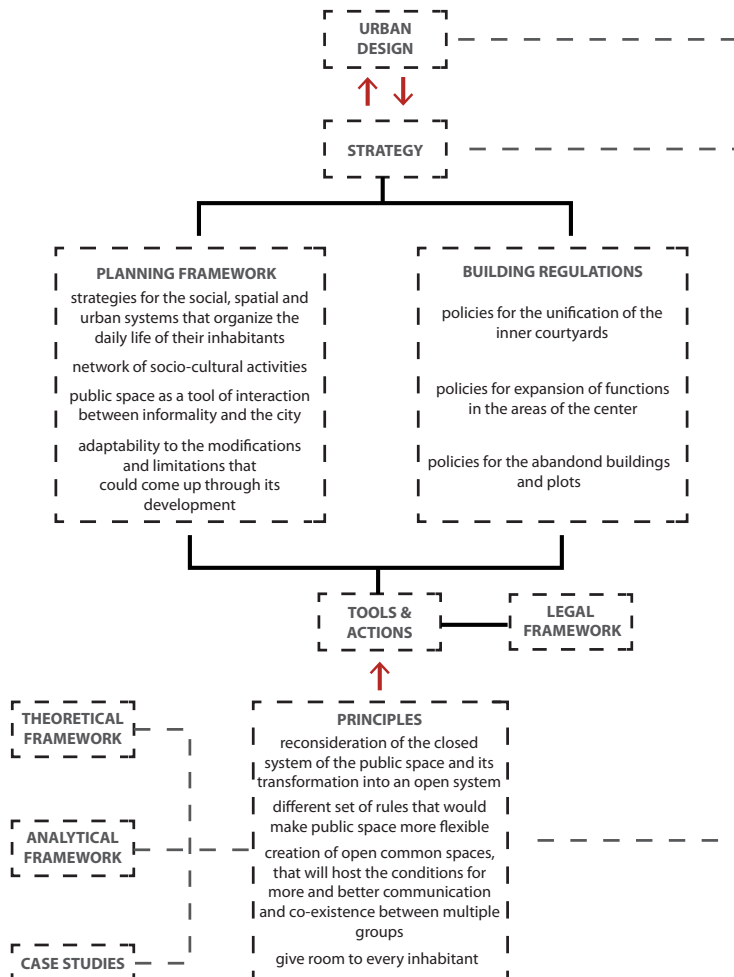 URBAN
DESIGN
STRATEGY
PLANNING FRAMEWORK
strategies for the social, spatial and
urban systems that organize the
daily life of their inhabitants
network of socio-cultural activities
public space as a tool of interaction
between informality and the city
adaptability to the modifications
and limitations that
could come up through its
development
BUILDING REGULATIONS
policies for the unification of the
inner courtyards
policies for expansion of functions
in the areas of the center
policies for the abandond buildings
and plots
TOOLS &
ACTIONS
LEGAL
FRAMEWORK
THEORETICAL
FRAMEWORK
ANALYTICAL
FRAMEWORK
CASE STUDIES
PRINCIPLES
reconsideration of the closed
system of the public space and its
transformation into an open system
different set of rules that would
make public space more flexible
creation of open common spaces,
that will host the conditions for
more and better communication
and co-existence between multiple
groups
give room to every inhabitant